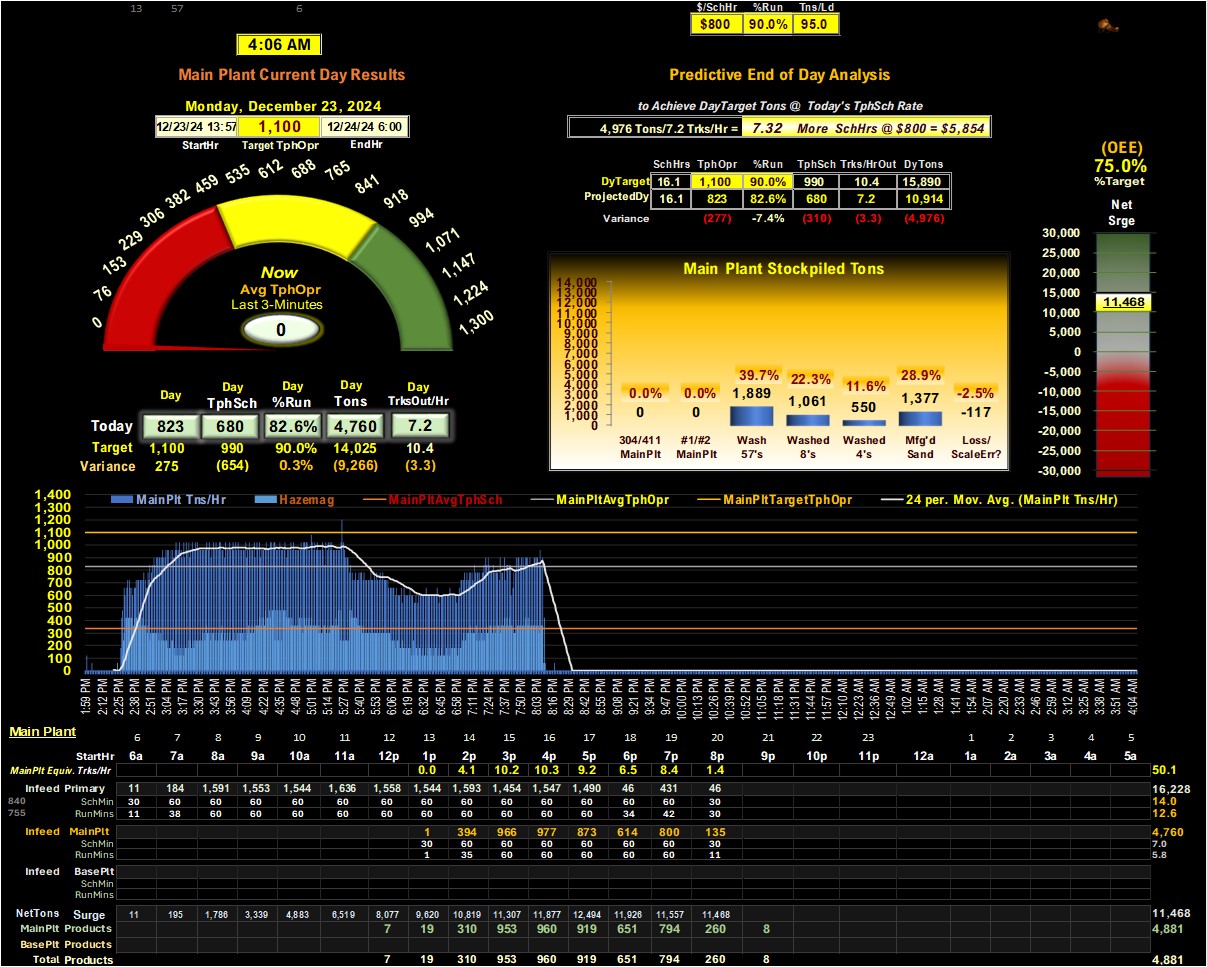 13 57 6
$/SchHr %Run Tns/Ld
$800 90.0% 95.0
4:06 AM
Main Plant Current Day Results
Predictive End of Day Analysis
Monday, December 23, 2024
to Achieve DayTarget Tons @ Today's TphSch Rate
12/23/24 13:57 1,100 12/24/24 6:00
StartHr Target TphOpr EndHr
4,976 Tons/7.2 Trks/Hr = 7.32 More SchHrs @ $800 = $5,854
(OEE)
75.0%
%Target
SchHrs TphOpr %Run TphSch Trks/HrOut DyTons
DyTarget 16.1 1,100 90.0% 990 10.4 15,890
ProjectedDy 16.1 823 82.6% 680 7.2 10,914
Variance (277) -7.4% (310) (3.3) (4,976)
0 76 153 229 306 382 459 535 612 688 765 841 918 994 1,071 1,147 1,224 1,300
Now
Avg TphOpr
Last 3-Minutes
0
Net
Srge
30,000
25,000
20,000
15,000
11,468
10,000
5,000
0
-5,000
-10,000
-15,000
-20,000
-25,000
-30,000
Main Plant Stockpiled Tons
14,000
13,000
12,000
11,000
10,000
9,000
8,000
7,000
6,000
5,000
4,000
3,000
2,000
1,000
0
0.0% 0.0% 39.7% 22.3% 11.6% 28.9% -2.5%
0 0 1,889 1,061 550 1,377 -117
304/411 #1/#2 Wash Washed Washed Mfg'd Loss/
MainPlt MainPlt 57's 8's 4's Sand ScaleErr?
Day Day Day Day Day
TphSch %Run Tons TrksOut/Hr
Today 823 680 82.6% 4,760 7.2
Target 1,100 990 90.0% 14,025 10.4
Variance 275 (654) 0.3% (9,266) (3.3)
MainPlt Tns/Hr Hazemag MainPltAvgTphSch MainPltAvgTphOpr MainPltTargetTphOpr 24 per. Mov. Avg. (MainPlt Tns/Hr)
1,400
1,300
1,200
1,100
1,000
900
800
700
600
500
400
300
200
100
0
1:59 PM 2:12 PM 2:25 PM 2:38 PM 2:51 PM 3:04 PM 3:17 PM 3:30 PM 3:43 PM 3:56 PM 4:09 PM 4:22 PM 4:35 PM 4:48 PM 5:01 PM 5:14 PM 5:27 PM 5:40 PM 5:53 PM 6:06 PM 6:19 PM 6:32 PM 6:45 PM 6:58 PM 7:11 PM 7:24 PM 7:37 PM 7:50 PM 8:03 PM 8:16 PM 8:29 PM 8:42 PM 8:55 PM 9:08 PM 9:21 PM 9:34 PM 9:47 PM 10:00 PM 10:13 PM 10:26 PM 10:39 PM 10:52 PM 11:05 PM 11:18 PM 11:31 PM 11:44 PM 11:57 PM 12:10 AM 12:23 AM 12:36 AM 12:49 AM 1:02 AM 1:15 AM 1:28 AM 1:41 AM 1:54 AM 2:07 AM 2:20 AM 2:33 AM 2:46 AM 2:59 AM 3:12 AM 3:25 AM 3:38 AM 3:51 AM 4:04 AM
Main Plant
6 7 8 9 10 11 12 13 14 15 16 17 18 19 20 21 22 23 1 2 3 4 5
StartHr 6a 7a 8a 9a 10a 11a 12p 1p 2p 3p 4p 5p 6p 7p 8p 9p 10p 11p 12a 1a 2a 3a 4a 5a
MainPlt Equiv. Trks/Hr 0.0 4.1 10.2 10.3 9.2 6.5 8.4 1.4 50.1
Infeed Primary 11 184 1,591 1,553 1,544 1,636 1,558 1,544 1,593 1,454 1,547 1,490 46 431 46 16,228
840 SchMin 30 60 60 60 60 60 60 60 60 60 60 60 60 60 30 14.0
755 RunMins 11 38 60 60 60 60 60 60 60 60 60 60 34 42 30 12.6
Infeed MainPlt 1 394 966 977 873 614 800 135 4,760
SchMin 30 60 60 60 60 60 60 30 7.0
RunMins 1 35 60 60 60 60 60 11 5.8
Infeed BasePlt
SchMin
RunMins
NetTons Surge 11 195 1,786 3,339 4,883 6,519 8,077 9,620 10,819 11,307 11,877 12,494 11,926 11,557 11,468 11,468
MainPlt Products 7 19 310 953 960 919 651 794 260 8 4,881
BasePlt Products
Total Products 7 19 310 953 960 919 651 794 260 8 4,881